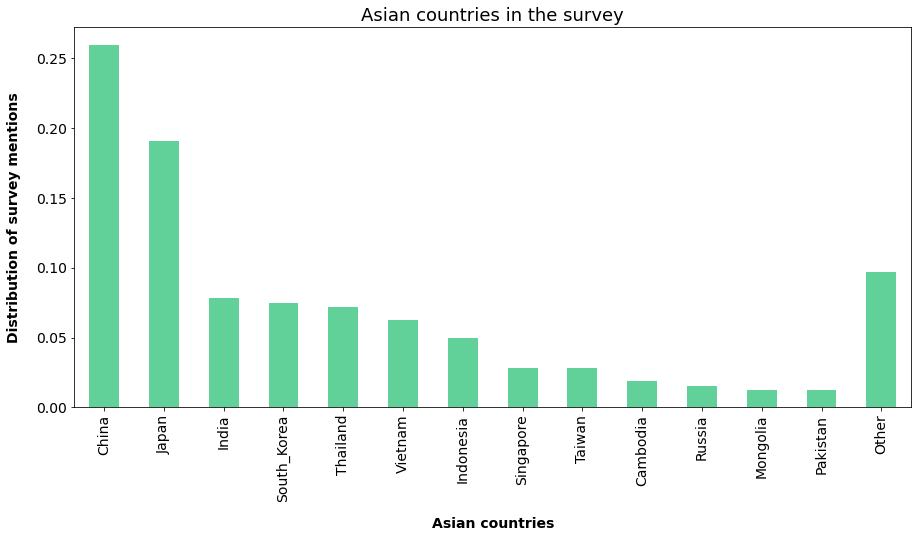 Asian countries in the survey
Distribution of survey mentions
0.25
0.20
0.15
0.10
0.05
0.00
China
Japan
India
South_Korea
Thailand
Vietnam
Indonesia
Singapore
Taiwan
Cambodia
Russia
Mongolia
Pakistan
Other
Asian countries